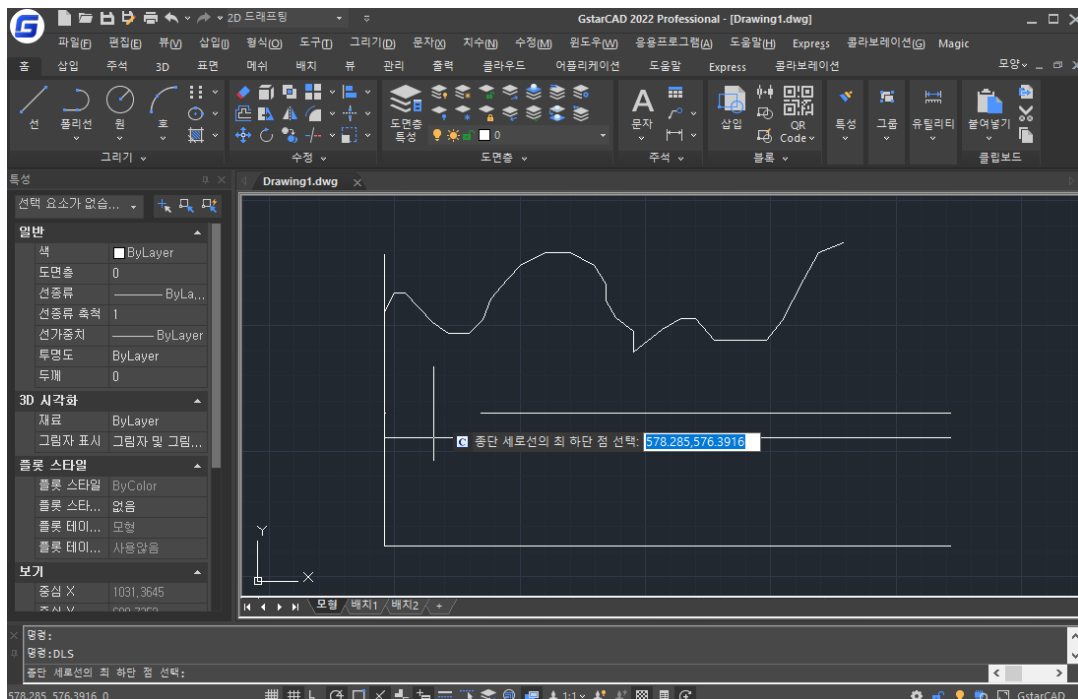 2D 드래프팅
GstarCAD 2022 Professional - [Drawing1.dwg]
파일(F) 편집(E) 뷰(V) 삽입(I) 형식(O) 도구(T) 그리기(D) 문자(X) 치수(N) 수정(M) 윈도우(W) 응용프로그램(A) 도움말(H) Express 콜라보레이션(G) Magic
홈 삽입 주석 3D 표면 메쉬 배치 뷰 관리 출력 클라우드 어플리케이션 도움말 Express 콜라보레이션 모양
선 폴리선 원 호 도면층 특성 0 문자 삽입 QR Code 특성 그룹 유틸리티 붙여넣기
그리기 수정 도면층 주석 블록 클립보드
특성
Drawing1.dwg
선택 요소가 없습...
일반
색 ByLayer
도면층 0
선종류 ByLa...
선종류 축척 1
선가중치 ByLayer
투명도 ByLayer
두께 0
3D 시각화
재료 ByLayer
그림자 표시 그림자 및 그림...
플롯 스타일
플롯 스타일 ByColor
플롯 스타... 없음
플롯 테이... 모형
플롯 테이... 사용않음
보기
중심 X 1031,3645
종단 세로선의 최 하단 점 선택: 578.285,576.3916
Y
X
모형 배치1 배치2 +
명령:
명령:DLS
종단 세로선의 최 하단 점 선택:
578.285, 576.3916, 0
1:1
GstarCAD